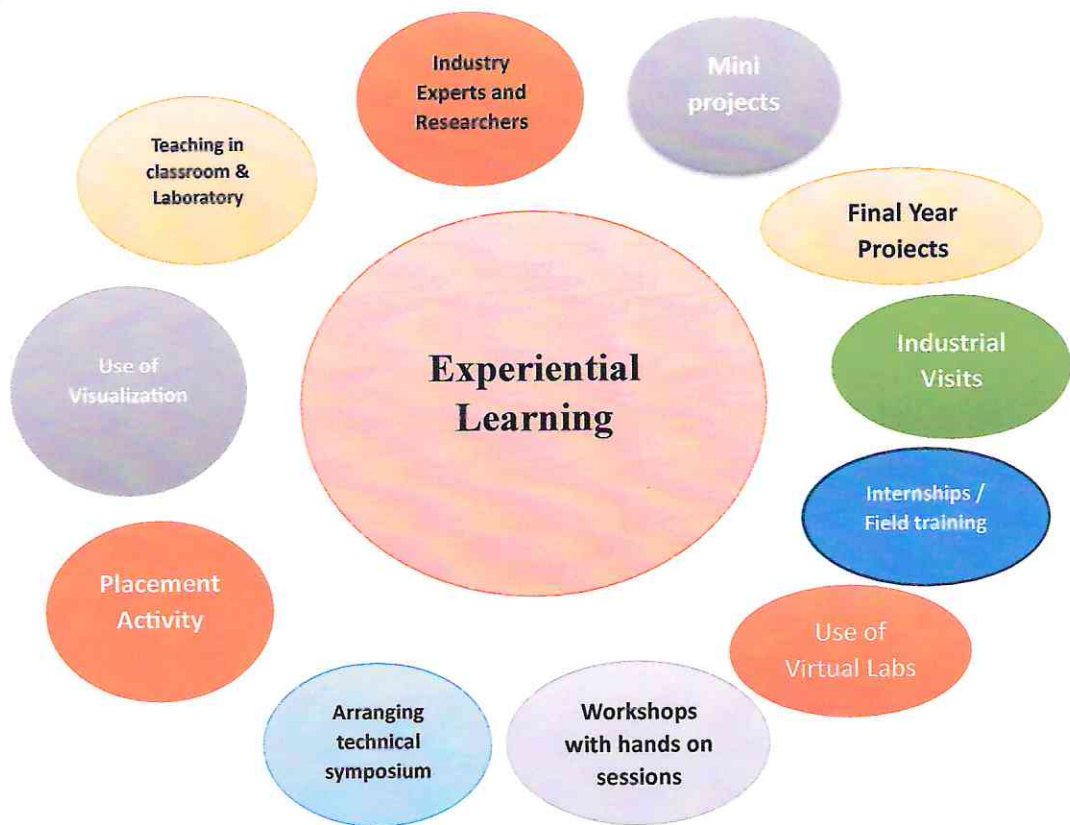 Industry
Experts and
Researchers
Mini
projects
Final Year
Projects
Industrial
Visits
Internships /
Field training
Use of
Virtual Labs
Workshops
with hands on
sessions
Arranging
technical
symposium
Placement
Activity
Use of
Visualization
Teaching in
classroom &
Laboratory
Experiential
Learning